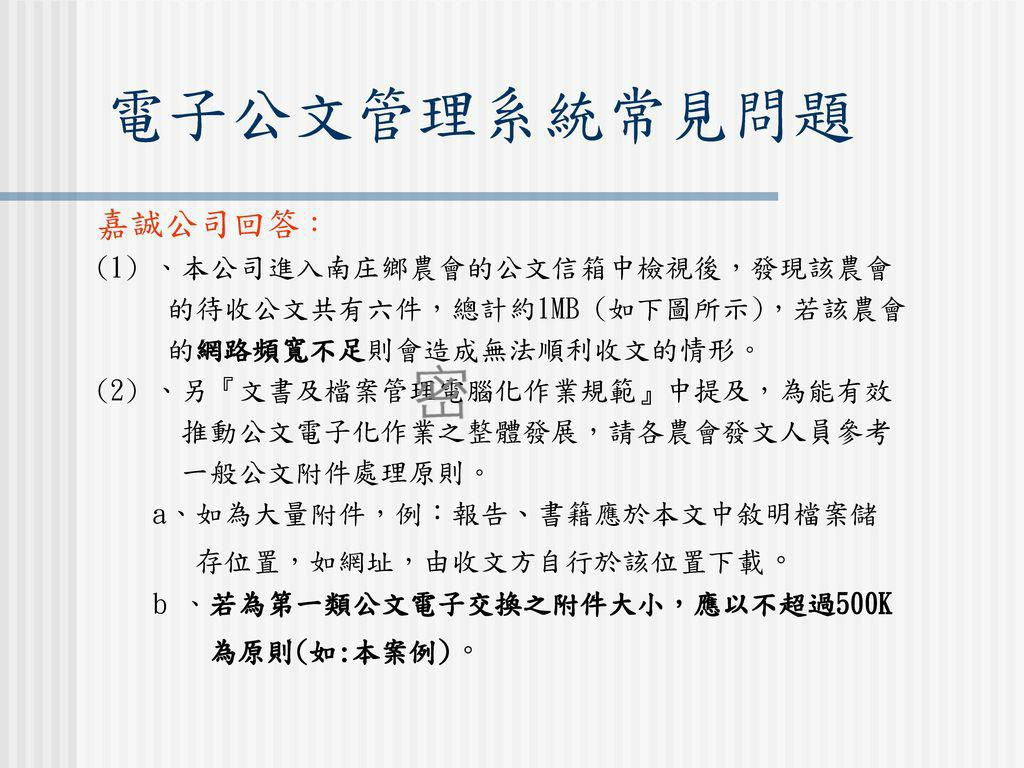 電子公文管理系統常見問題
嘉誠公司回答：
(1)、本公司進入南庄鄉農會的公文信箱中檢視後，發現該農會
的待收公文共有六件，總計約1MB (如下圖所示)，若該農會
的網路頻寬不足則會造成無法順利收文的情形。
(2)、另『文書及檔案管理電腦化作業規範』中提及，為能有效
推動公文電子化作業之整體發展，請各農會發文人員參考
一般公文附件處理原則。
a、如為大量附件，例：報告、書籍應於本文中敘明檔案儲
存位置，如網址，由收文方自行於該位置下載。
b 、若為第一類公文電子交換之附件大小，應以不超過500K
為原則(如:本案例)。
密